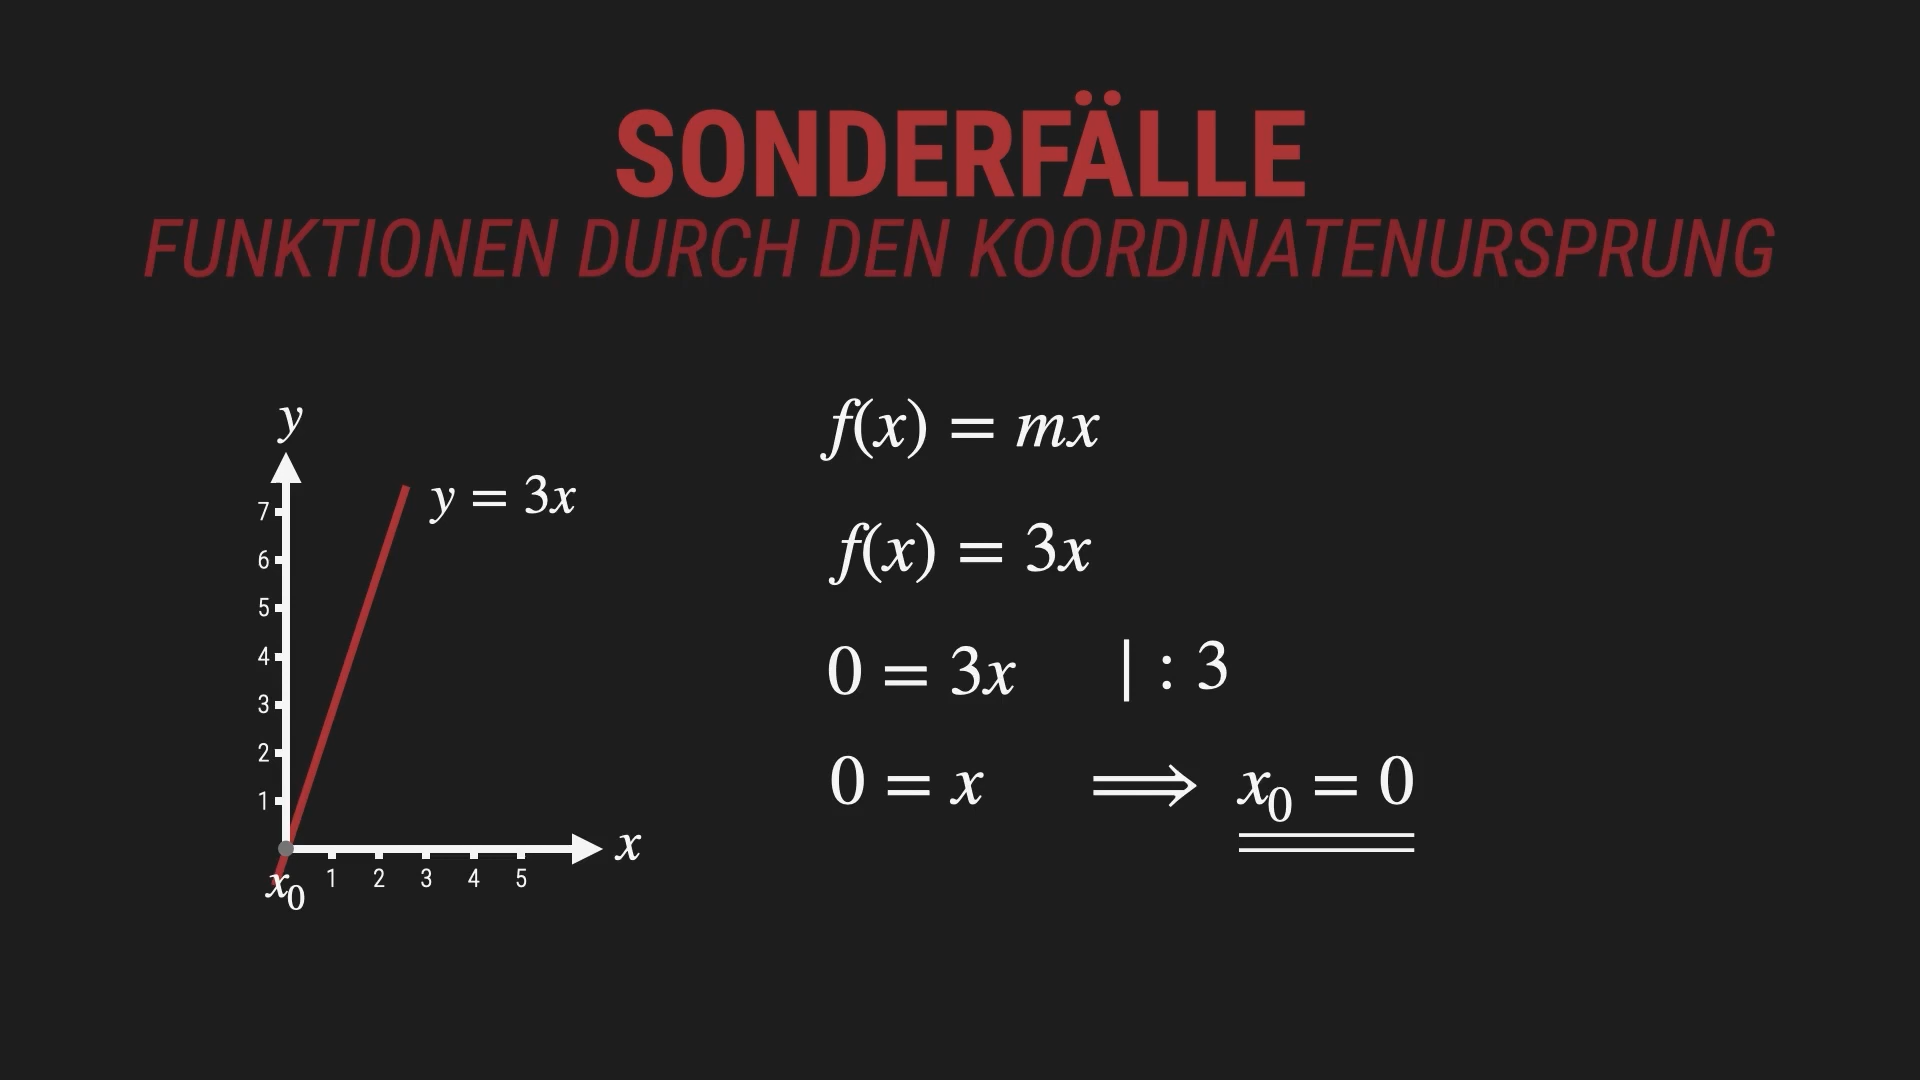 SONDERFÄLLE
FUNKTIONEN DURCH DEN KOORDINATENURSPRUNG
y
y = 3x
7
6
5
4
3
2
1
x
x₀
1 2 3 4 5
f(x) = mx
f(x) = 3x
0 = 3x | : 3
0 = x ⟹ x₀ = 0